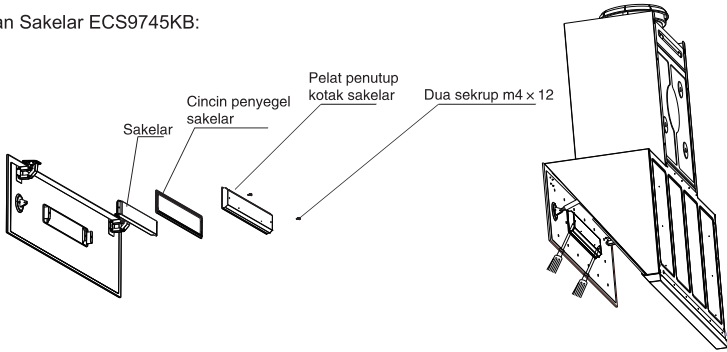 an Sakelar ECS9745KB:
Pelat penutup
kotak sakelar
Dua sekrup m4 × 12
Cincin penyegel
sakelar
Sakelar